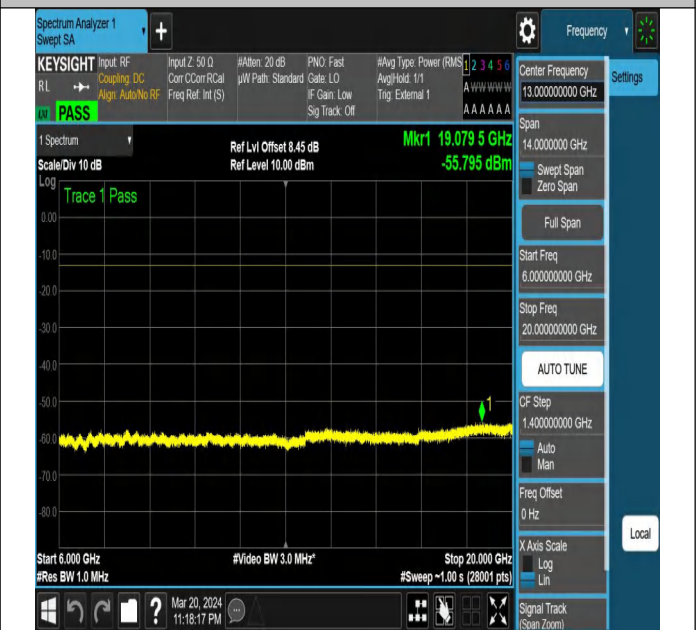 Spectrum Analyzer 1
Swept SA
+
Frequency
KEYSIGHT
RL
PASS
Input: RF
Coupling: DC
Align: Auto/No RF
Input Z: 50 Ω
Corr CCorr RCal
Freq Ref: Int (S)
#Atten: 20 dB
µW Path: Standard
PNO: Fast
Gate: LO
IF Gain: Low
Sig Track: Off
#Avg Type: Power (RMS
Avg|Hold: 1/1
Trig: External 1
1 2 3 4 5 6
A W W W W W
A A A A A A
1 Spectrum
Scale/Div 10 dB
Ref Lvl Offset 8.45 dB
Ref Level 10.00 dBm
Mkr1 19.079 5 GHz
-55.795 dBm
Log
Trace 1 Pass
0.00
-10.0
-20.0
-30.0
-40.0
-50.0
-60.0
-70.0
-80.0
1
Start 6.000 GHz
#Res BW 1.0 MHz
#Video BW 3.0 MHz*
Stop 20.000 GHz
#Sweep ~1.00 s (28001 pts)
?
Mar 20, 2024
11:18:17 PM
Center Frequency
13.000000000 GHz
Settings
Span
14.0000000 GHz
Swept Span
Zero Span
Full Span
Start Freq
6.000000000 GHz
Stop Freq
20.000000000 GHz
AUTO TUNE
CF Step
1.400000000 GHz
Auto
Man
Freq Offset
0 Hz
X Axis Scale
Log
Lin
Local
Signal Track
(Span Zoom)